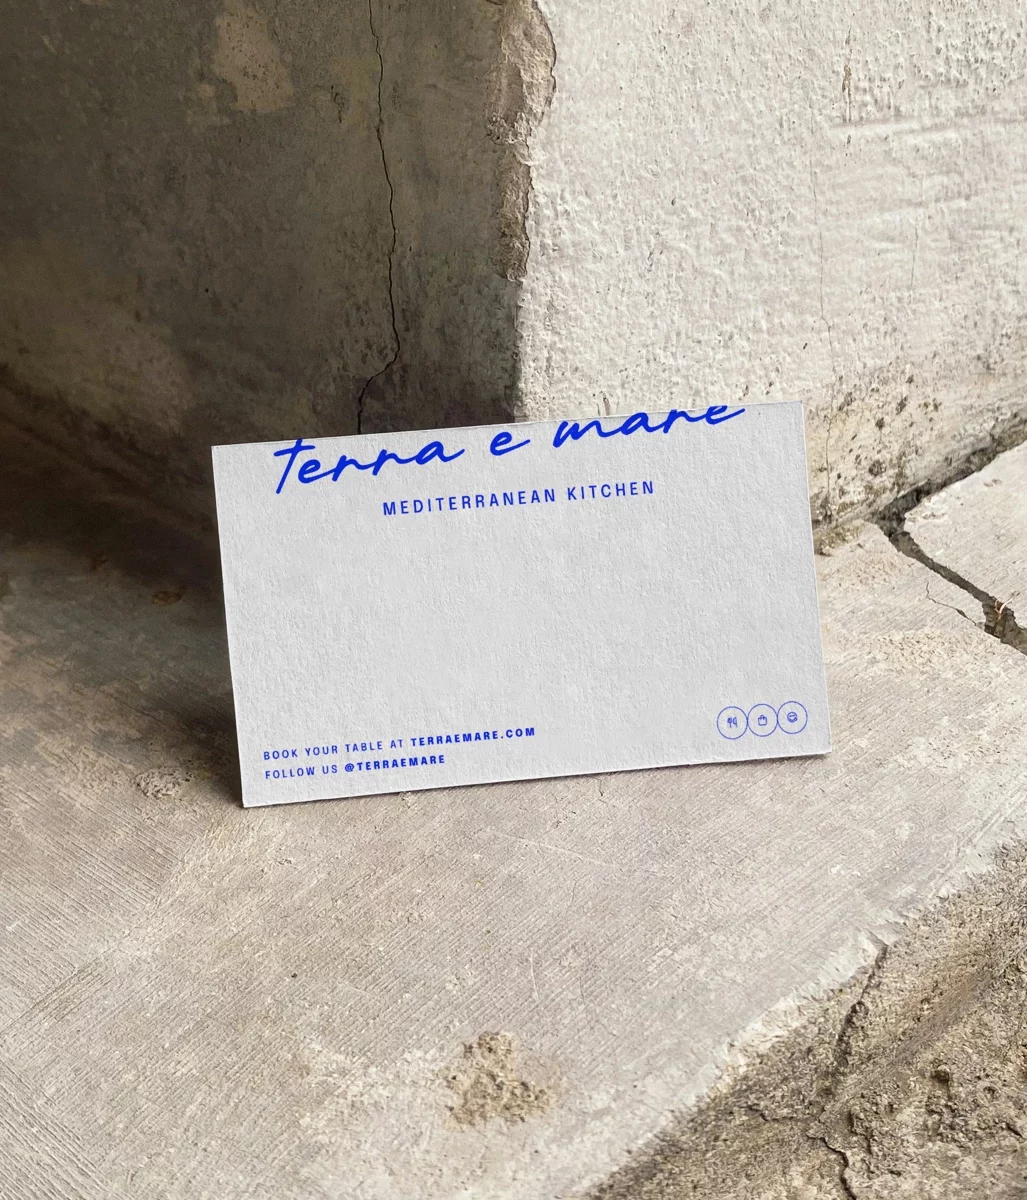 terra e mare
MEDITERRANEAN KITCHEN
BOOK YOUR TABLE AT TERRAEMARE.COM
FOLLOW US @TERRAEMARE